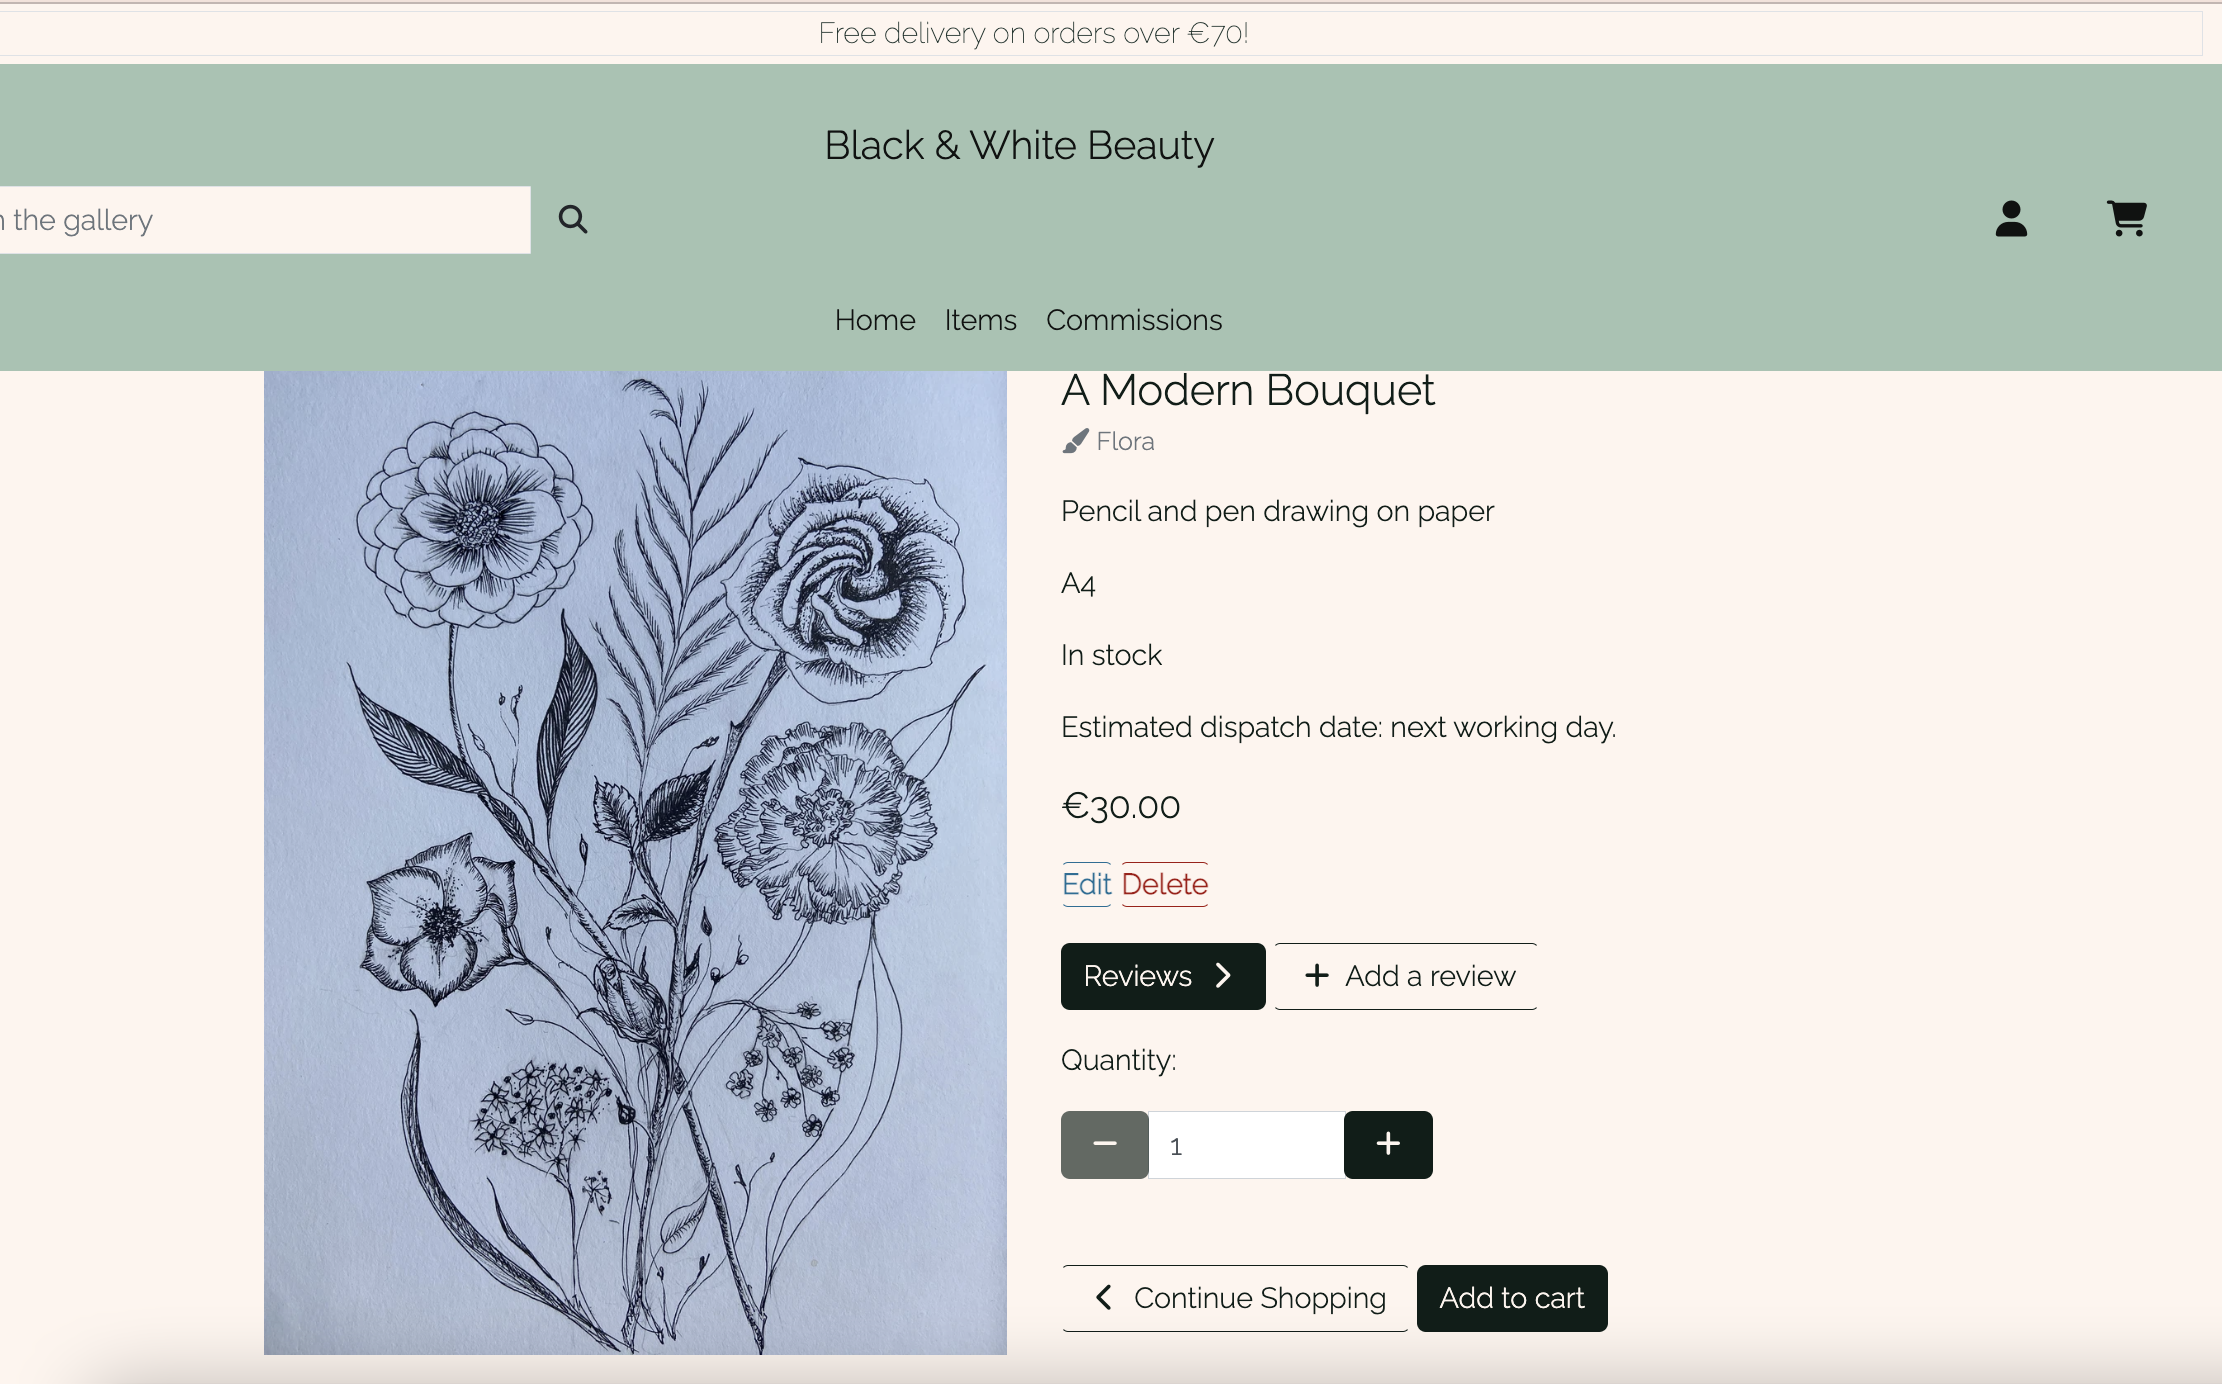 Free delivery on orders over €70!
Black & White Beauty
the gallery
Home Items Commissions
A Modern Bouquet
Flora
Pencil and pen drawing on paper
A4
In stock
Estimated dispatch date: next working day.
€30.00
Edit Delete
Reviews
+ Add a review
Quantity:
− 1 +
Continue Shopping
Add to cart